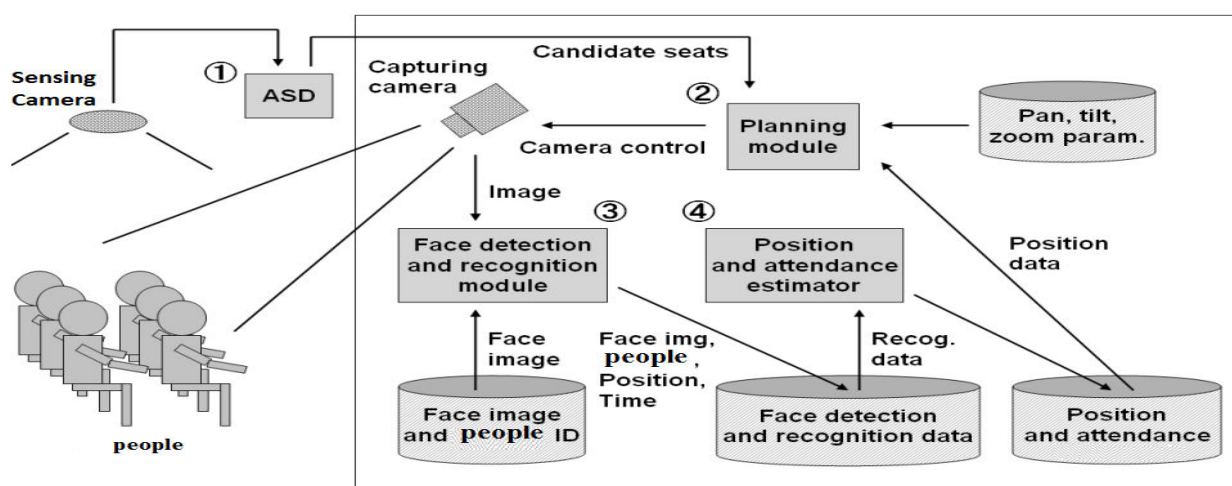 Sensing
Camera
①
ASD
Candidate seats
Capturing
camera
②
Planning
module
Pan, tilt,
zoom param.
Camera control
Image
③
④
Face detection
and recognition
module
Position
and attendance
estimator
Position
data
Face
image
Face img,
people,
Position,
Time
Recog.
data
Face image
and people ID
Face detection
and recognition data
Position
and attendance
people